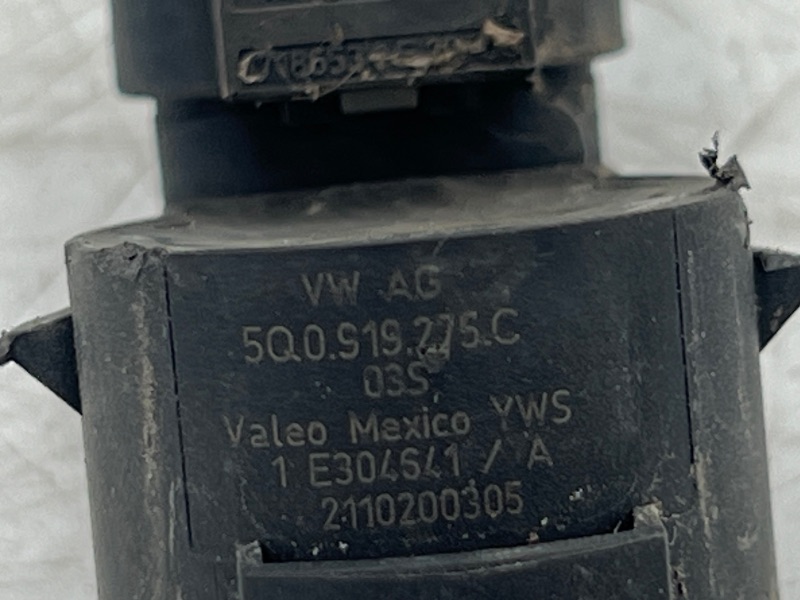 VW AG
5Q0.919.275.C
03S
Valeo Mexico YWS
1 E304641 / A
2110200305